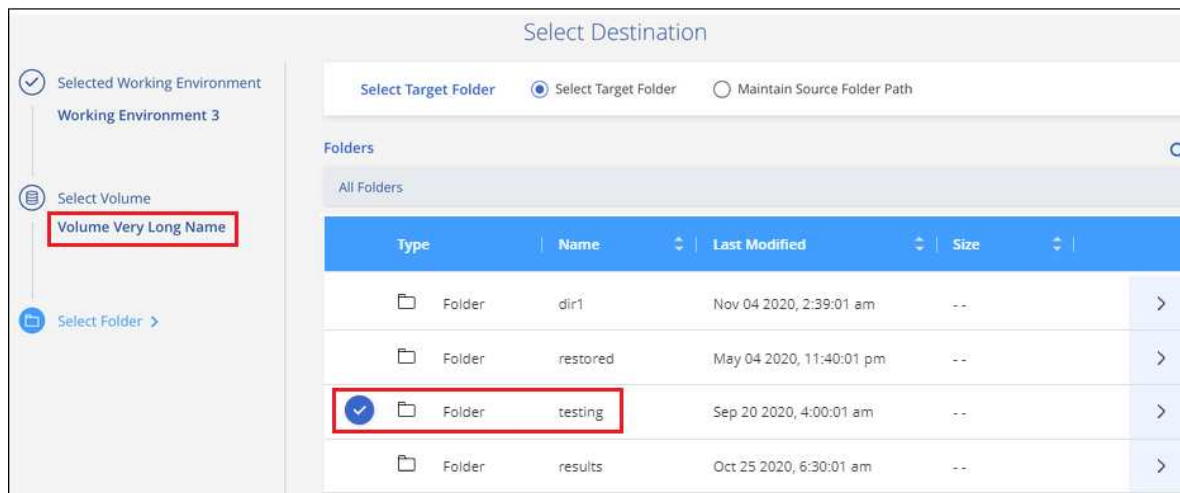 Select Destination
Selected Working Environment
Working Environment 3
Select Volume
Volume Very Long Name
Select Folder >
Select Target Folder Select Target Folder Maintain Source Folder Path
Folders
All Folders
Type Name Last Modified Size
Folder dir1 Nov 04 2020, 2:39:01 am - -
Folder restored May 04 2020, 11:40:01 pm - -
Folder testing Sep 20 2020, 4:00:01 am - -
Folder results Oct 25 2020, 6:30:01 am - -